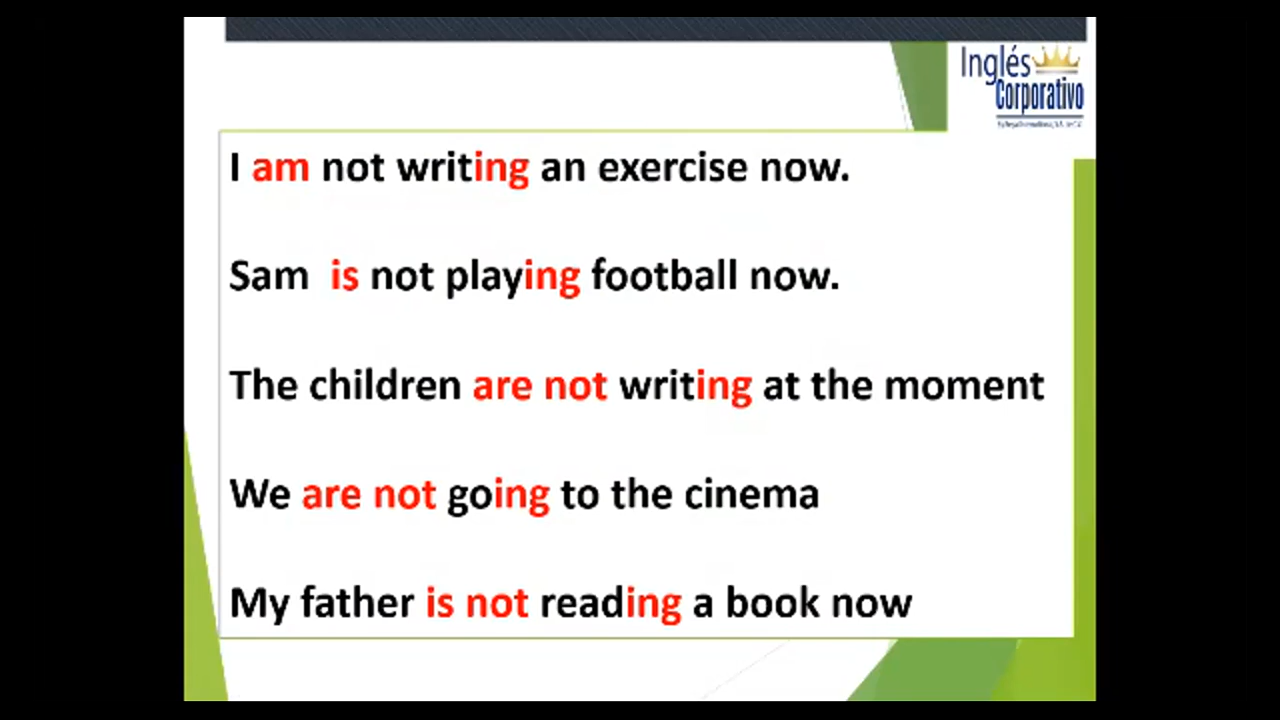 Inglés
Corporativo
I am not writing an exercise now.
Sam is not playing football now.
The children are not writing at the moment
We are not going to the cinema
My father is not reading a book now